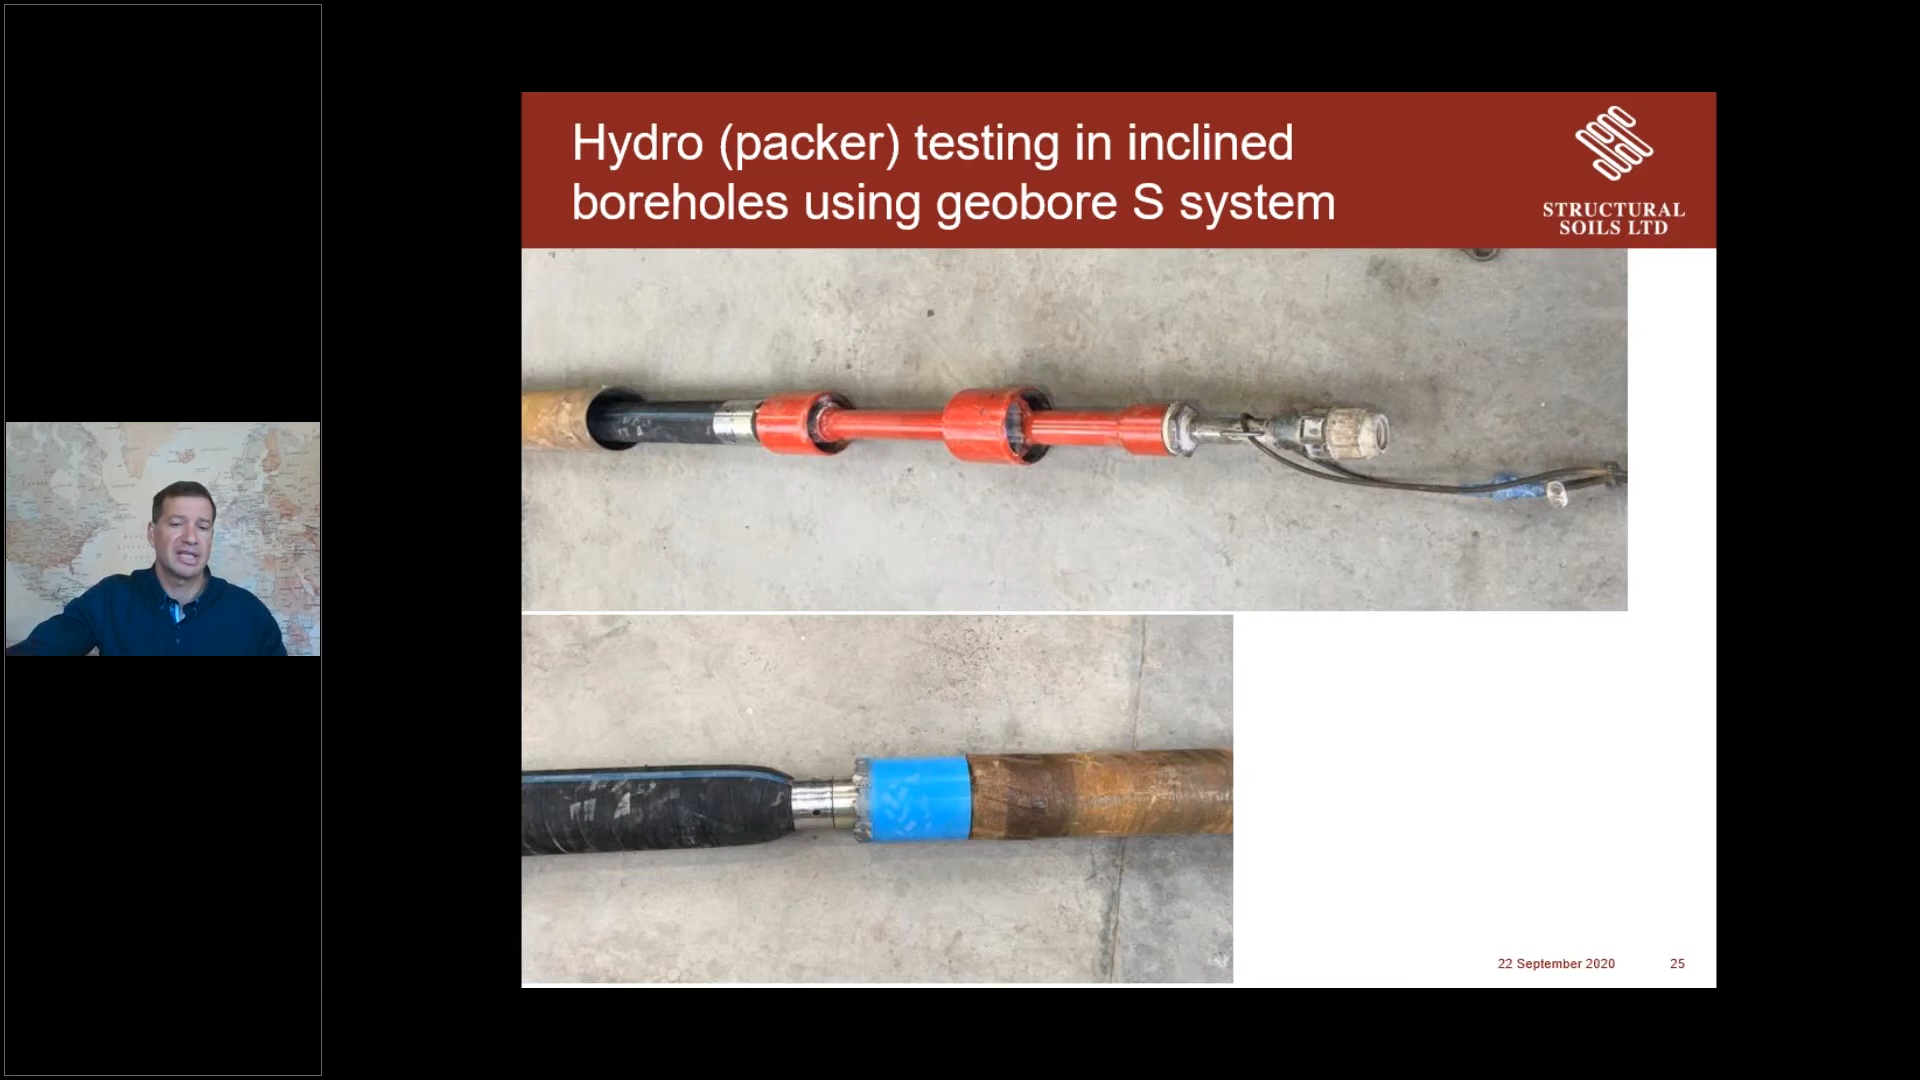 Hydro (packer) testing in inclined
boreholes using geobore S system
STRUCTURAL
SOILS LTD
22 September 2020
25